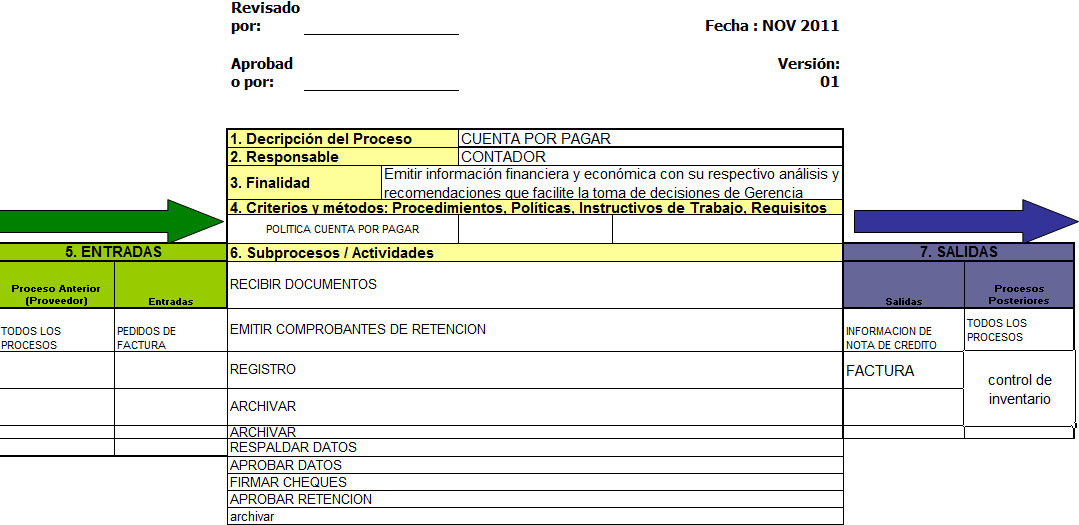 Revisado
por:
Fecha : NOV 2011
Aprobad
o por:
Versión:
01
1. Decripción del Proceso
CUENTA POR PAGAR
2. Responsable
CONTADOR
3. Finalidad
Emitir información financiera y económica con su respectivo análisis y
recomendaciones que facilite la toma de decisiones de Gerencia
4. Criterios y métodos: Procedimientos, Políticas, Instructivos de Trabajo, Requisitos
POLITICA CUENTA POR PAGAR
5. ENTRADAS
6. Subprocesos / Actividades
7. SALIDAS
Proceso Anterior
(Proveedor)
Entradas
RECIBIR DOCUMENTOS
Salidas
Procesos
Posteriores
TODOS LOS
PROCESOS
PEDIDOS DE
FACTURA
EMITIR COMPROBANTES DE RETENCION
INFORMACION DE
NOTA DE CREDITO
TODOS LOS
PROCESOS
REGISTRO
FACTURA
control de
inventario
ARCHIVAR
ARCHIVAR
RESPALDAR DATOS
APROBAR DATOS
FIRMAR CHEQUES
APROBAR RETENCION
archivar